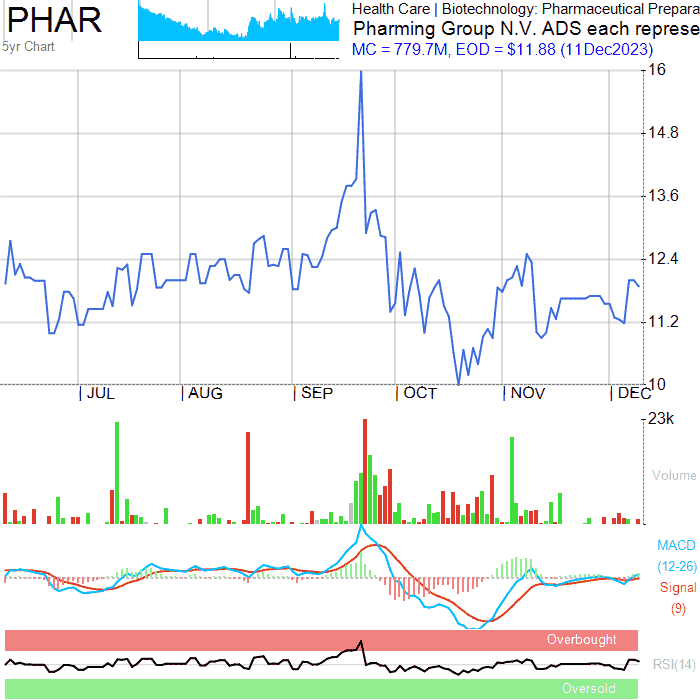 PHAR
5yr Chart
Health Care | Biotechnology: Pharmaceutical Prepara
Pharming Group N.V. ADS each represe
MC = 779.7M, EOD = $11.88 (11Dec2023)
16
14.8
13.6
12.4
11.2
10
| JUL
| AUG
| SEP
| OCT
| NOV
| DEC
23k
Volume
MACD
(12-26)
Signal
(9)
Overbought
RSI(14)
Oversold